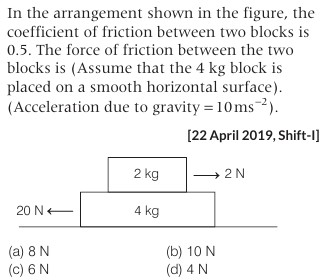 In the arrangement shown in the figure, the
coefficient of friction between two blocks is
0.5. The force of friction between the two
blocks is (Assume that the 4 kg block is
placed on a smooth horizontal surface).
(Acceleration due to gravity = 10 ms⁻²).
[22 April 2019, Shift-I]
2 kg → 2 N
20 N ← 4 kg
(a) 8 N (b) 10 N
(c) 6 N (d) 4 N